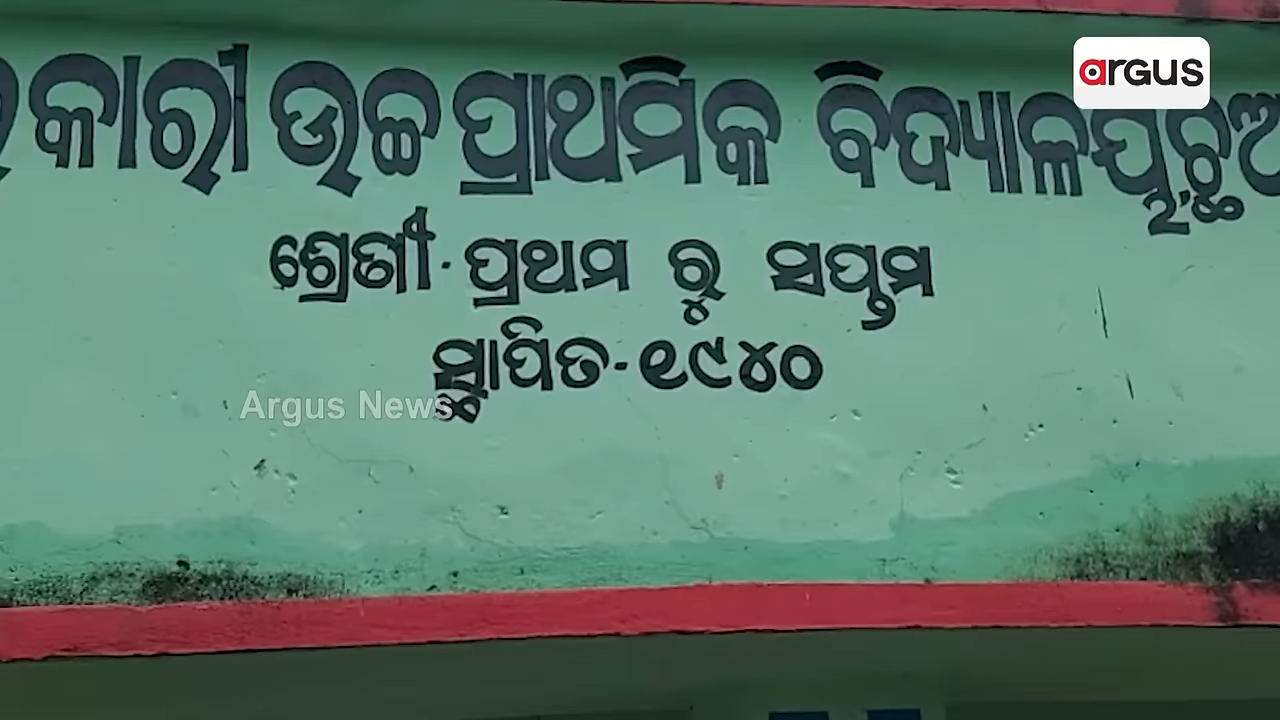 argus
ଉଚ୍ଚ ପ୍ରାଥମିକ ବିଦ୍ୟାଳୟ,
ଶ୍ରେଣୀ-ପ୍ରଥମ ରୁ ସପ୍ତମ
ସ୍ଥାପିତ-୧୯୪୦
Argus News